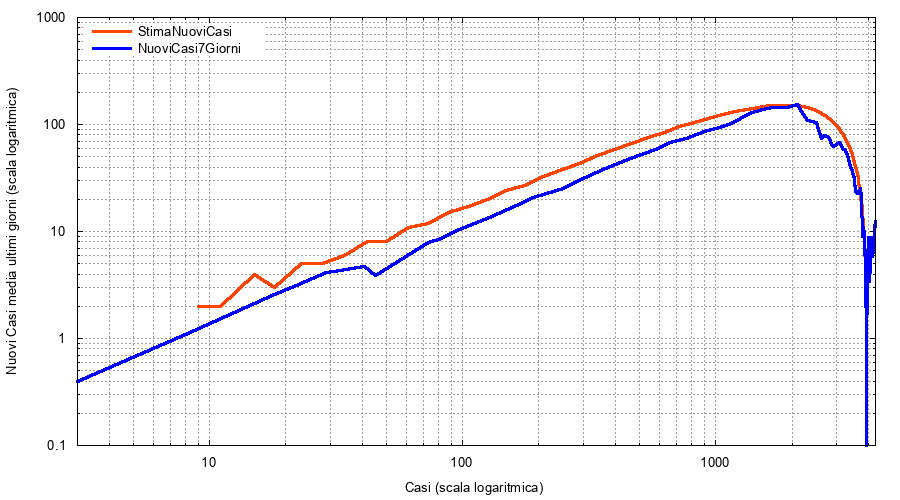 1000
StimaNuoviCasi
NuoviCasi7Giorni
100
10
1
0.1
Nuovi Casi media ultimi giorni (scala logaritmica)
10
100
1000
Casi (scala logaritmica)